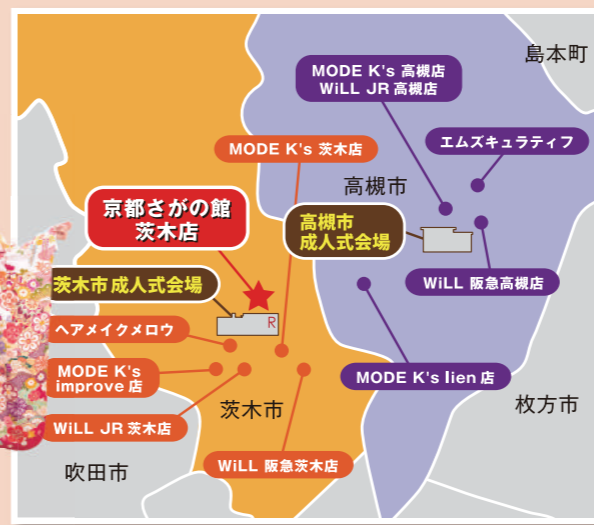 島本町
MODE K's 高槻店
WiLL JR 高槻店
エムズキュラティフ
MODE K's 茨木店
高槻市
京都さがの館
茨木店
高槻市
成人式会場
茨木市 成人式会場
WiLL 阪急高槻店
R
ヘアメイクメロウ
MODE K's
improve 店
MODE K's lien 店
茨木市
枚方市
WiLL JR 茨木店
WiLL 阪急茨木店
吹田市